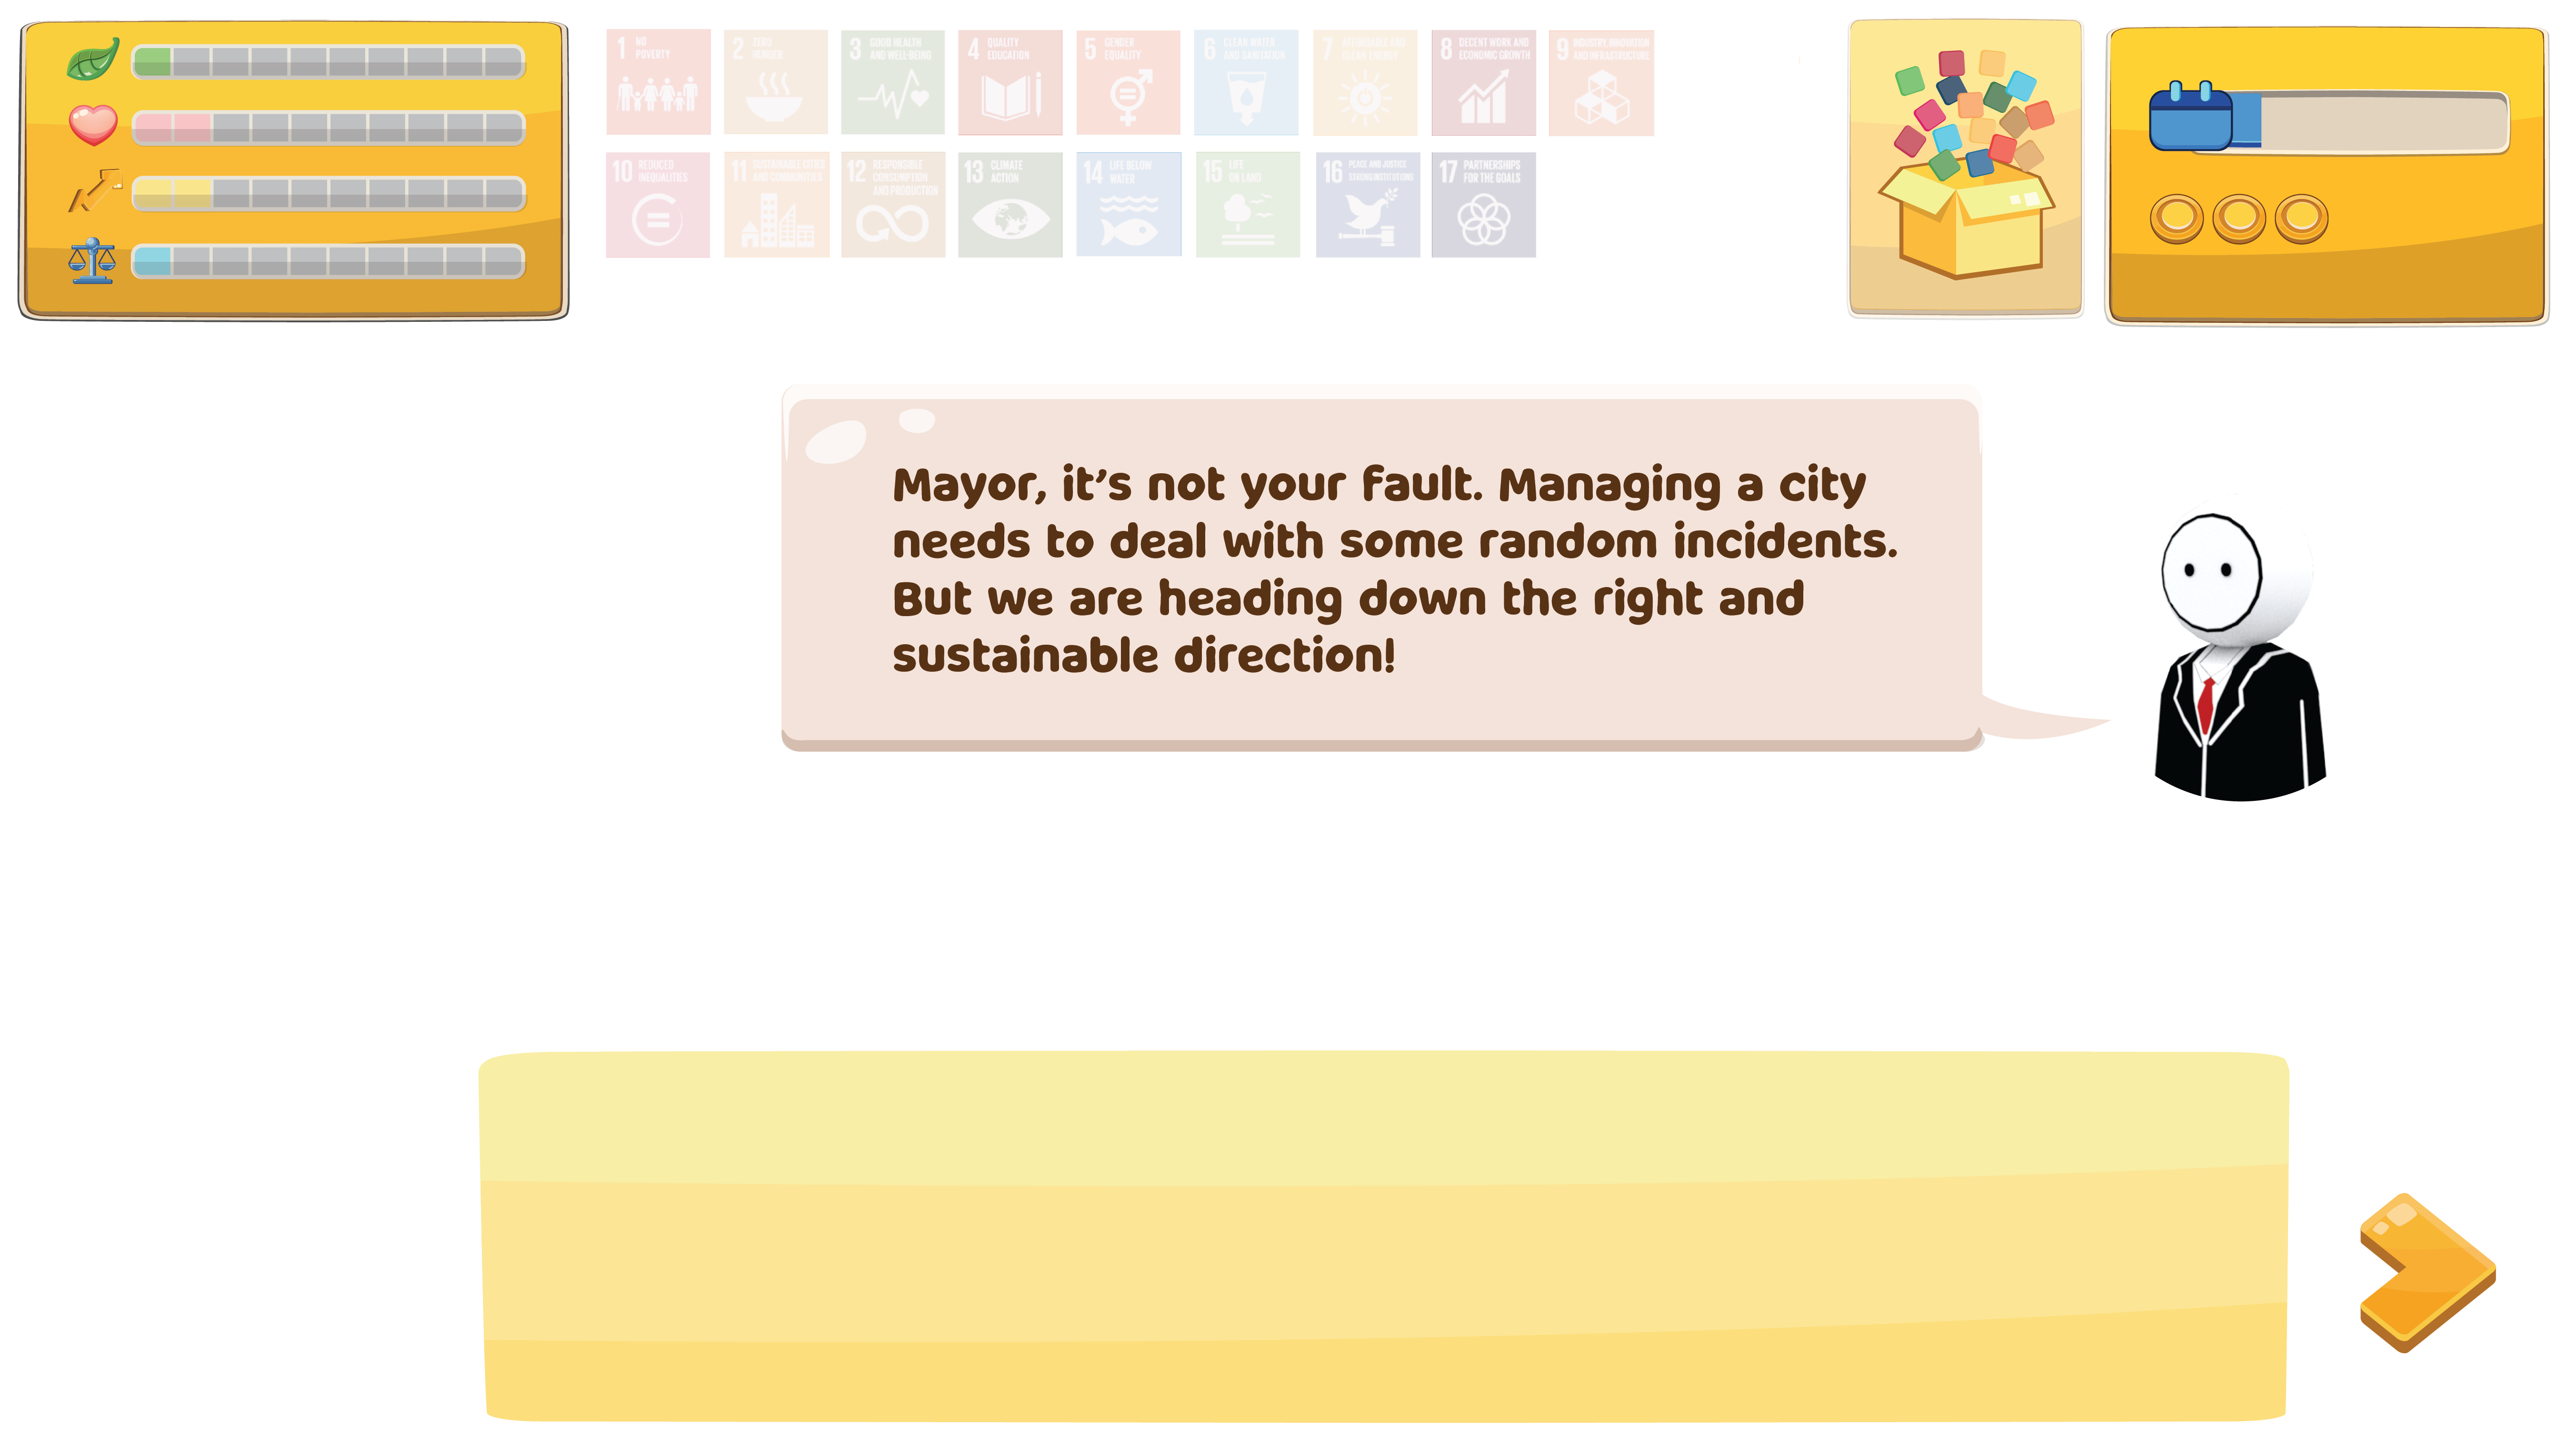 1 NO
POVERTY
2 ZERO
HUNGER
3 GOOD HEALTH
AND WELL-BEING
4 QUALITY
EDUCATION
5 GENDER
EQUALITY
6 CLEAN WATER
AND SANITATION
7 AFFORDABLE AND
CLEAN ENERGY
8 DECENT WORK AND
ECONOMIC GROWTH
9 INDUSTRY, INNOVATION
AND INFRASTRUCTURE
10 REDUCED
INEQUALITIES
11 SUSTAINABLE CITIES
AND COMMUNITIES
12 RESPONSIBLE
CONSUMPTION
AND PRODUCTION
13 CLIMATE
ACTION
14 LIFE BELOW
WATER
15 LIFE
ON LAND
16 PEACE AND JUSTICE
STRONG INSTITUTIONS
17 PARTNERSHIPS
FOR THE GOALS
Mayor, it's not your fault. Managing a city
needs to deal with some random incidents.
But we are heading down the right and
sustainable direction!